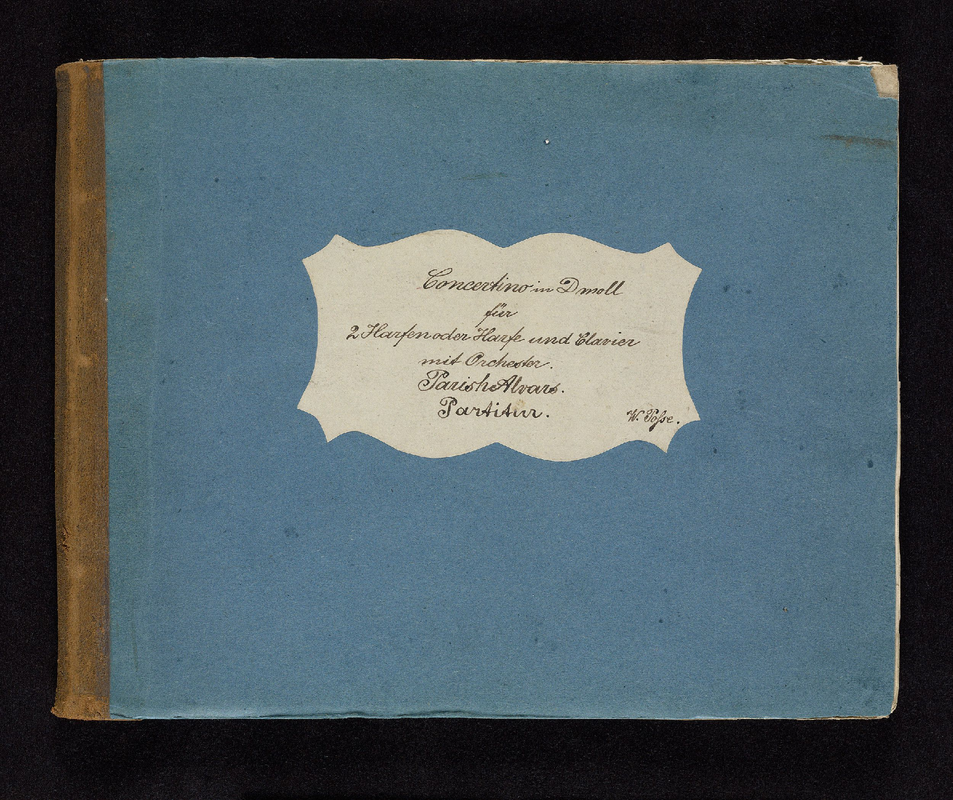 Concertino in D moll
für
2 Harfen oder Harfe und Clavier
mit Orchester.
Parish Alvars.
Partitur.
W. Posse.